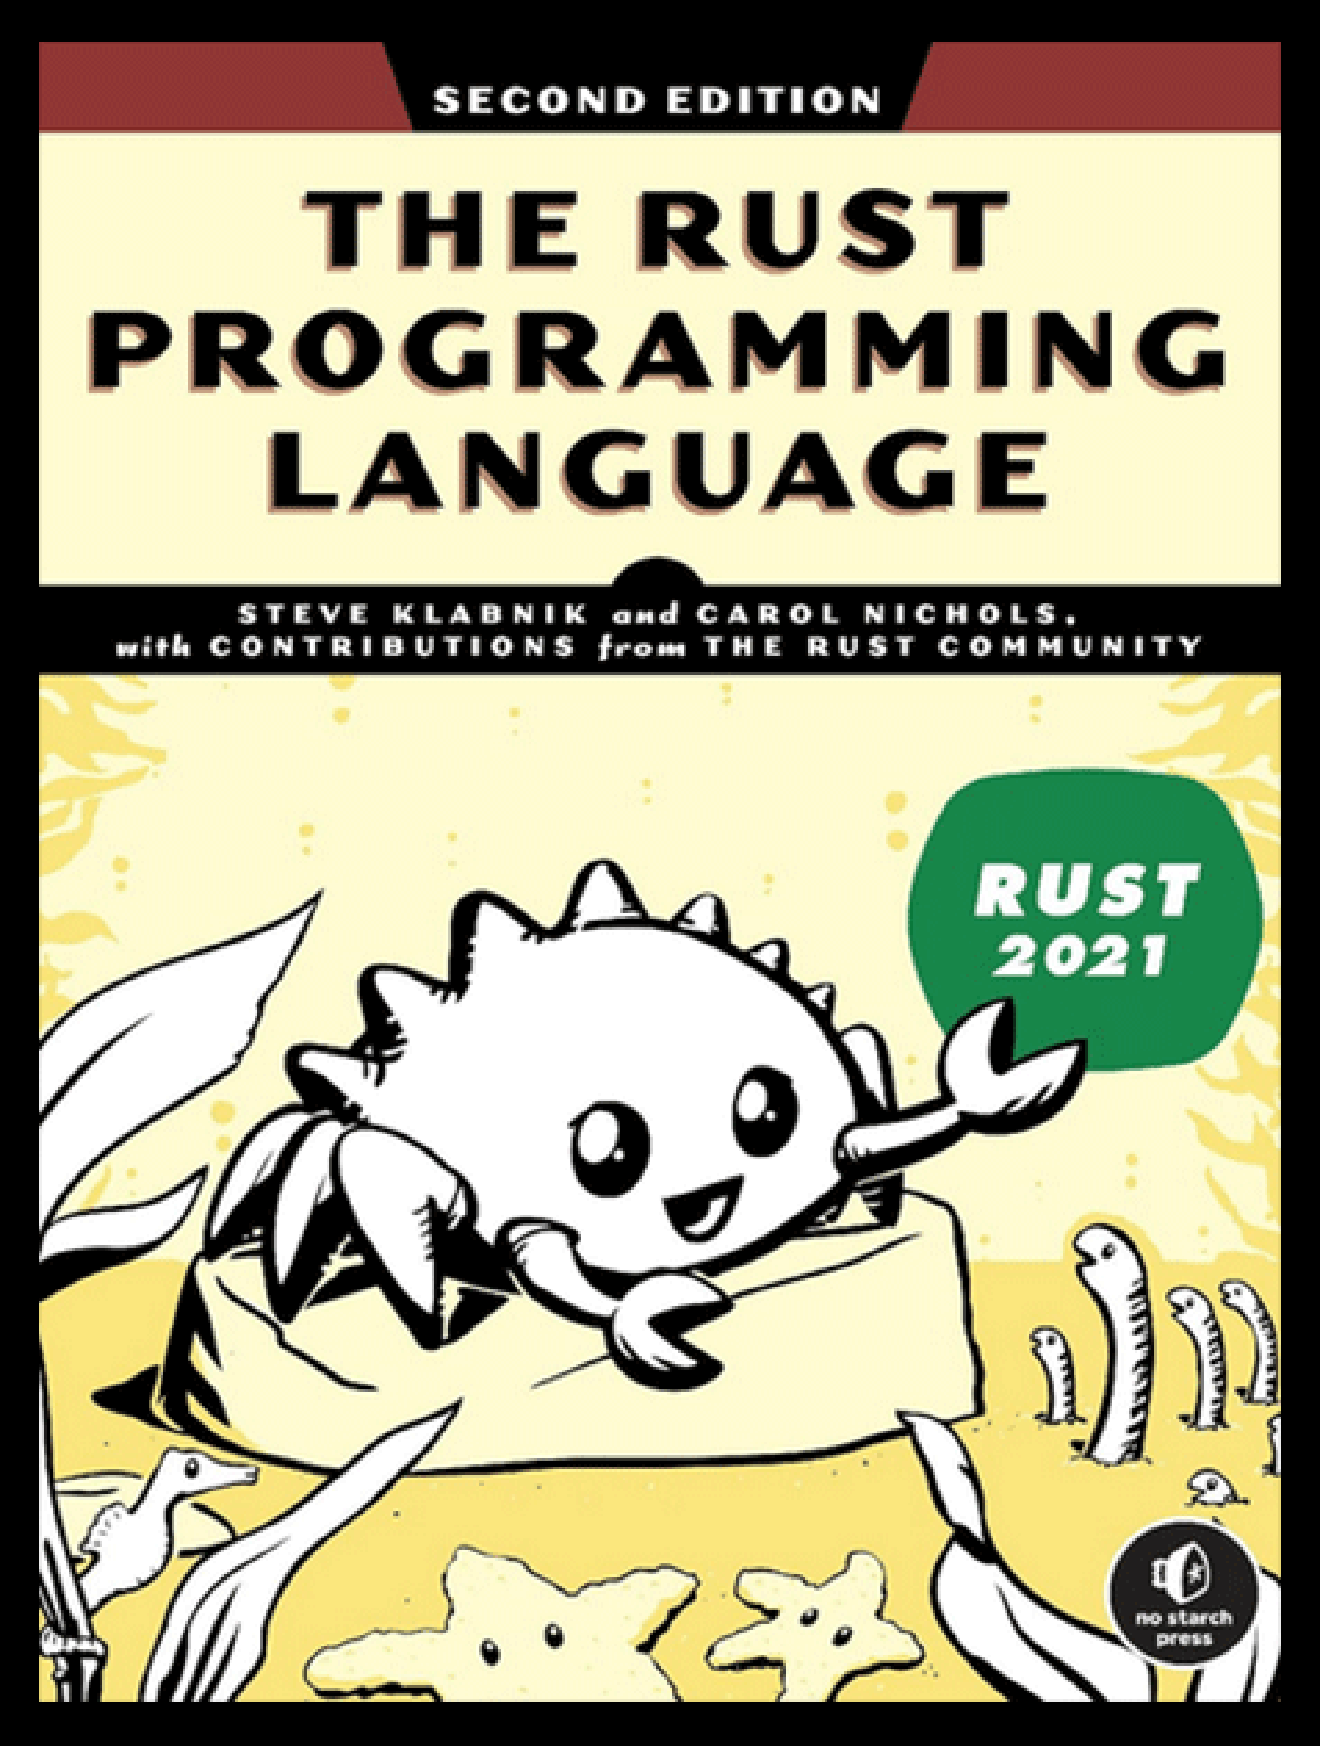 SECOND EDITION
THE RUST
PROGRAMMING
LANGUAGE
STEVE KLABNIK and CAROL NICHOLS,
with CONTRIBUTIONS from THE RUST COMMUNITY
RUST
2021
no starch
press